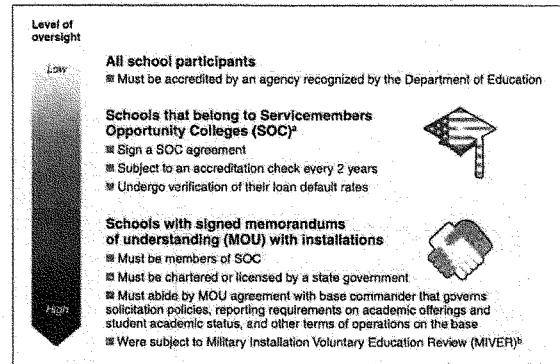 Level of
oversight
Low
All school participants
■ Must be accredited by an agency recognized by the Department of Education
Schools that belong to Servicemembers
Opportunity Colleges (SOC)ᵃ
■ Sign a SOC agreement
■ Subject to an accreditation check every 2 years
■ Undergo verification of their loan default rates
Schools with signed memorandums
of understanding (MOU) with installations
■ Must be members of SOC
■ Must be chartered or licensed by a state government
■ Must abide by MOU agreement with base commander that governs
solicitation policies, reporting requirements on academic offerings and
student academic status, and other terms of operations on the base
High
■ Were subject to Military Installation Voluntary Education Review (MIVER)ᵇ